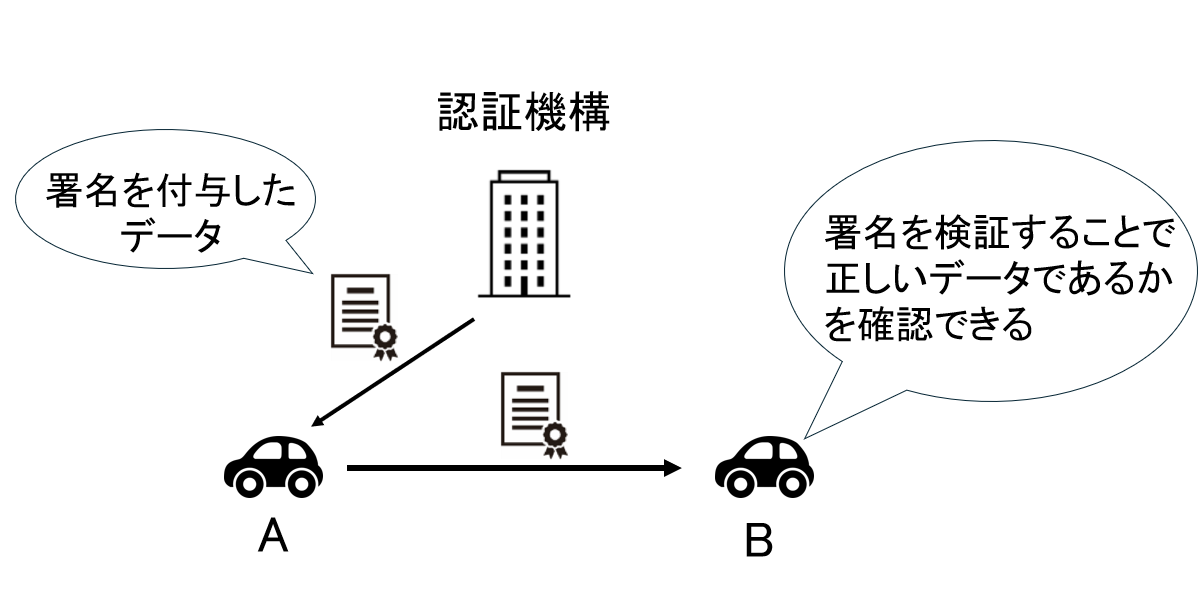 認証機構
署名を付与した
データ
署名を検証することで
正しいデータであるか
を確認できる
A
B